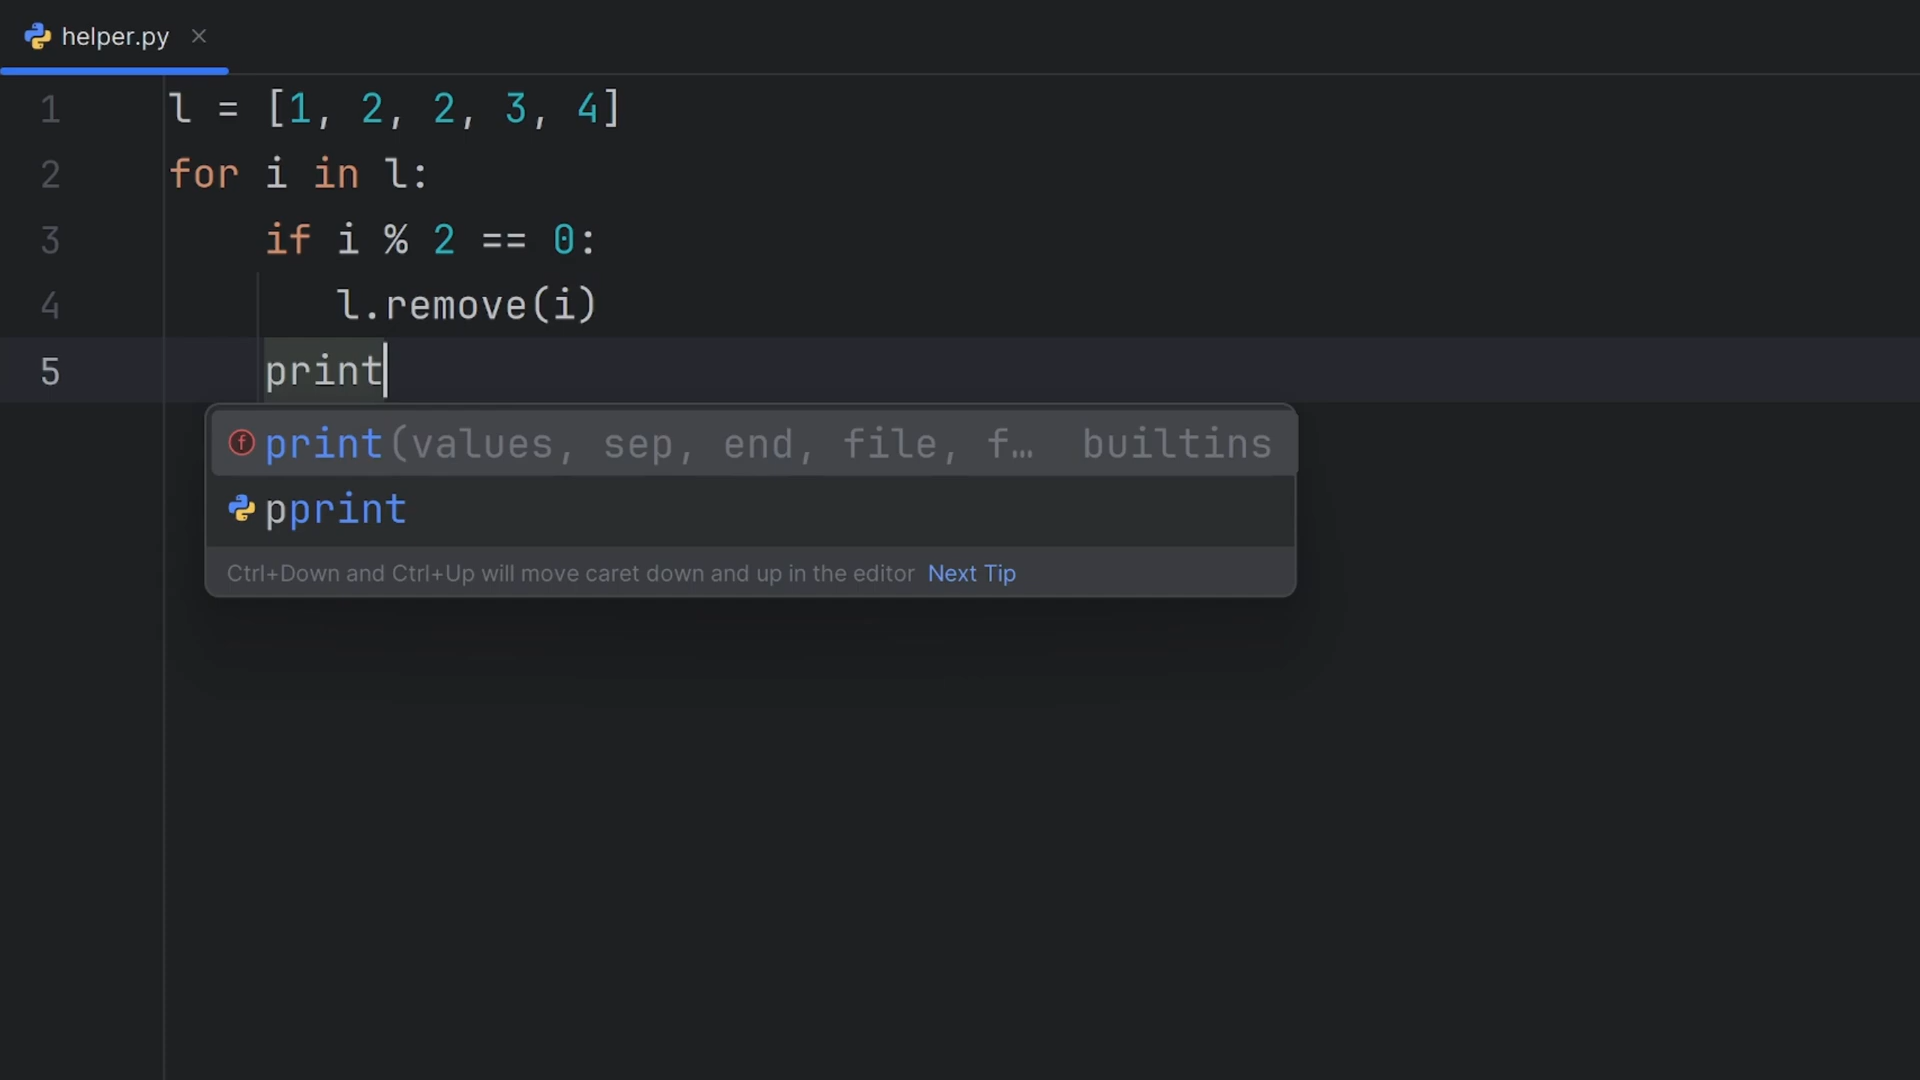 helper.py
1 l = [1, 2, 2, 3, 4]
2 for i in l:
3 if i % 2 == 0:
4 l.remove(i)
5 print
print(values, sep, end, file, f… builtins
pprint
Ctrl+Down and Ctrl+Up will move caret down and up in the editor Next Tip